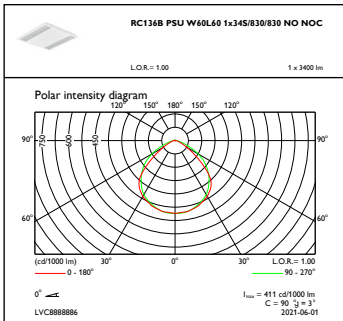 RC136B PSU W60L60 1x34S/830/830 NO NOC
L.O.R.= 1.00
1 x 3400 lm
Polar intensity diagram
120° 150° 180° 150° 120°
90° 750 600 450 90°
60° 60°
(cd/1000 lm) 30° 0° 30° L.O.R.= 1.00
0 - 180° 90 - 270°
0°
Imax = 411 cd/1000 lm
C = 90 °g = 3°
LVC8888886 2021-06-01